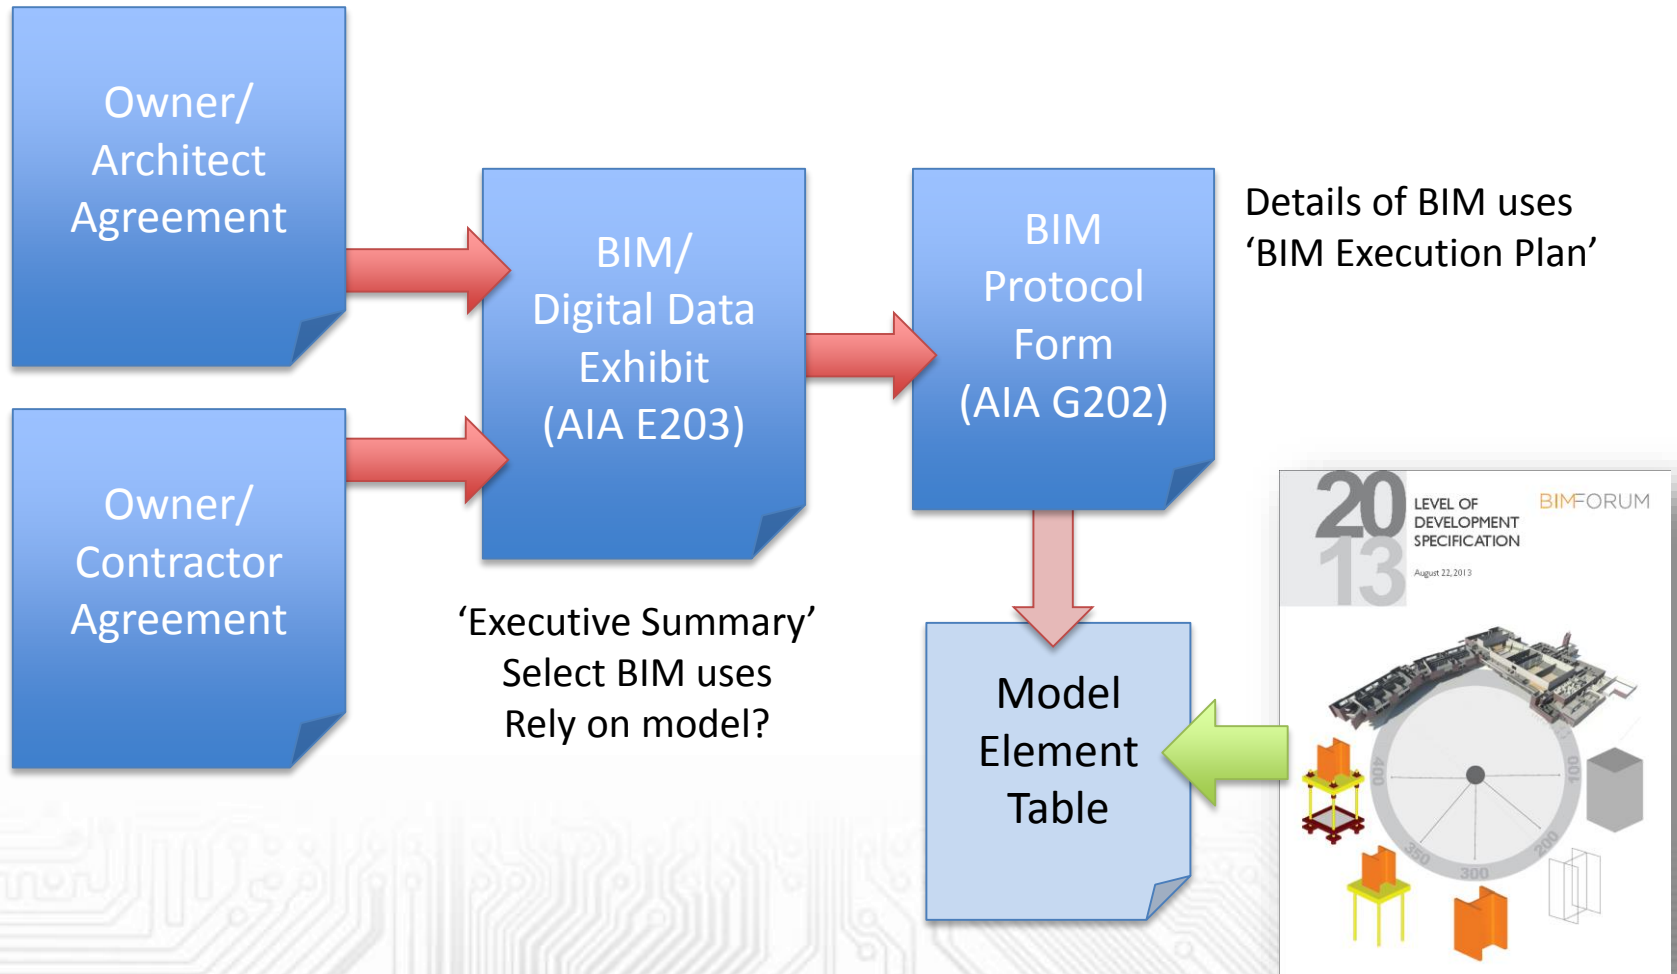 Owner/
Architect
Agreement
Owner/
Contractor
Agreement
BIM/
Digital Data
Exhibit
(AIA E203)
‘Executive Summary’
Select BIM uses
Rely on model?
BIM
Protocol
Form
(AIA G202)
Details of BIM uses
‘BIM Execution Plan’
Model
Element
Table
20
13
LEVEL OF
DEVELOPMENT
SPECIFICATION
August 22, 2013
BIMFORUM
100
200
300
350
400